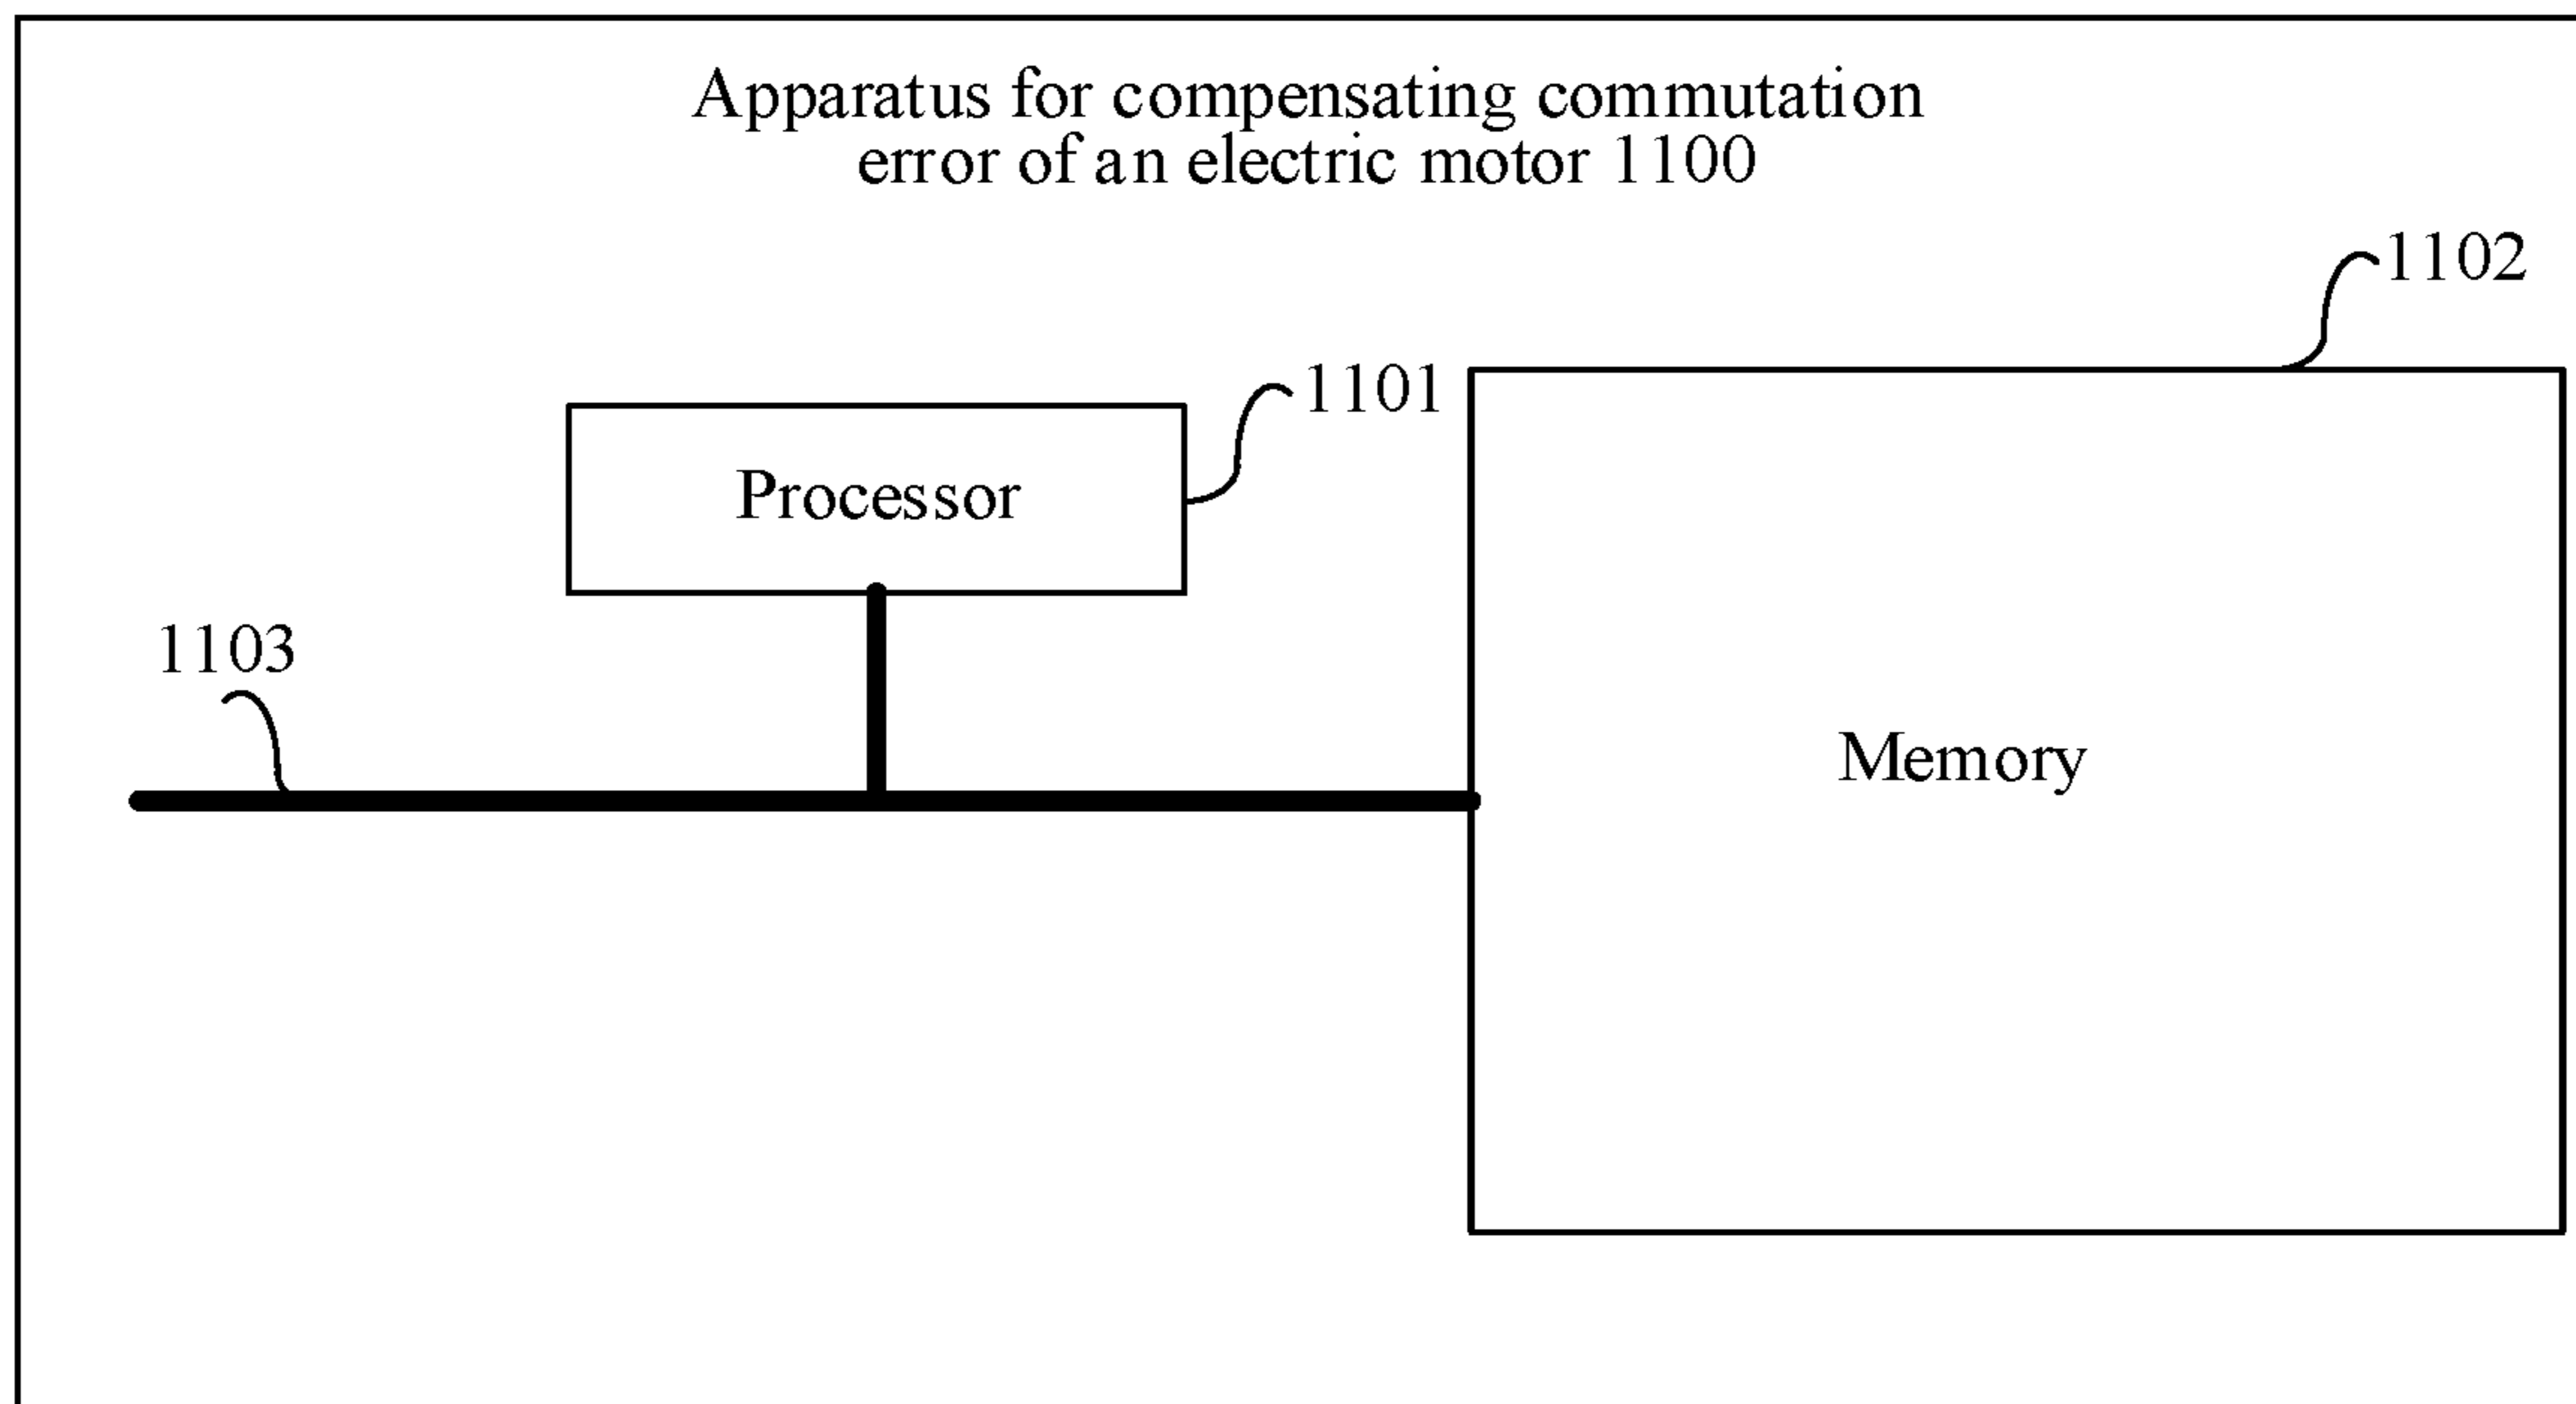 Apparatus for compensating commutation
error of an electric motor 1100
1102
1101
Processor
1103
Memory